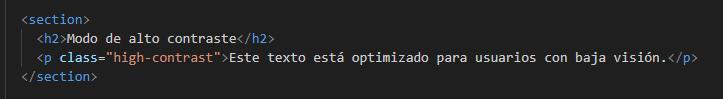 <section>
<h2>Modo de alto contraste</h2>
<p class="high-contrast">Este texto está optimizado para usuarios con baja visión.</p>
</section>